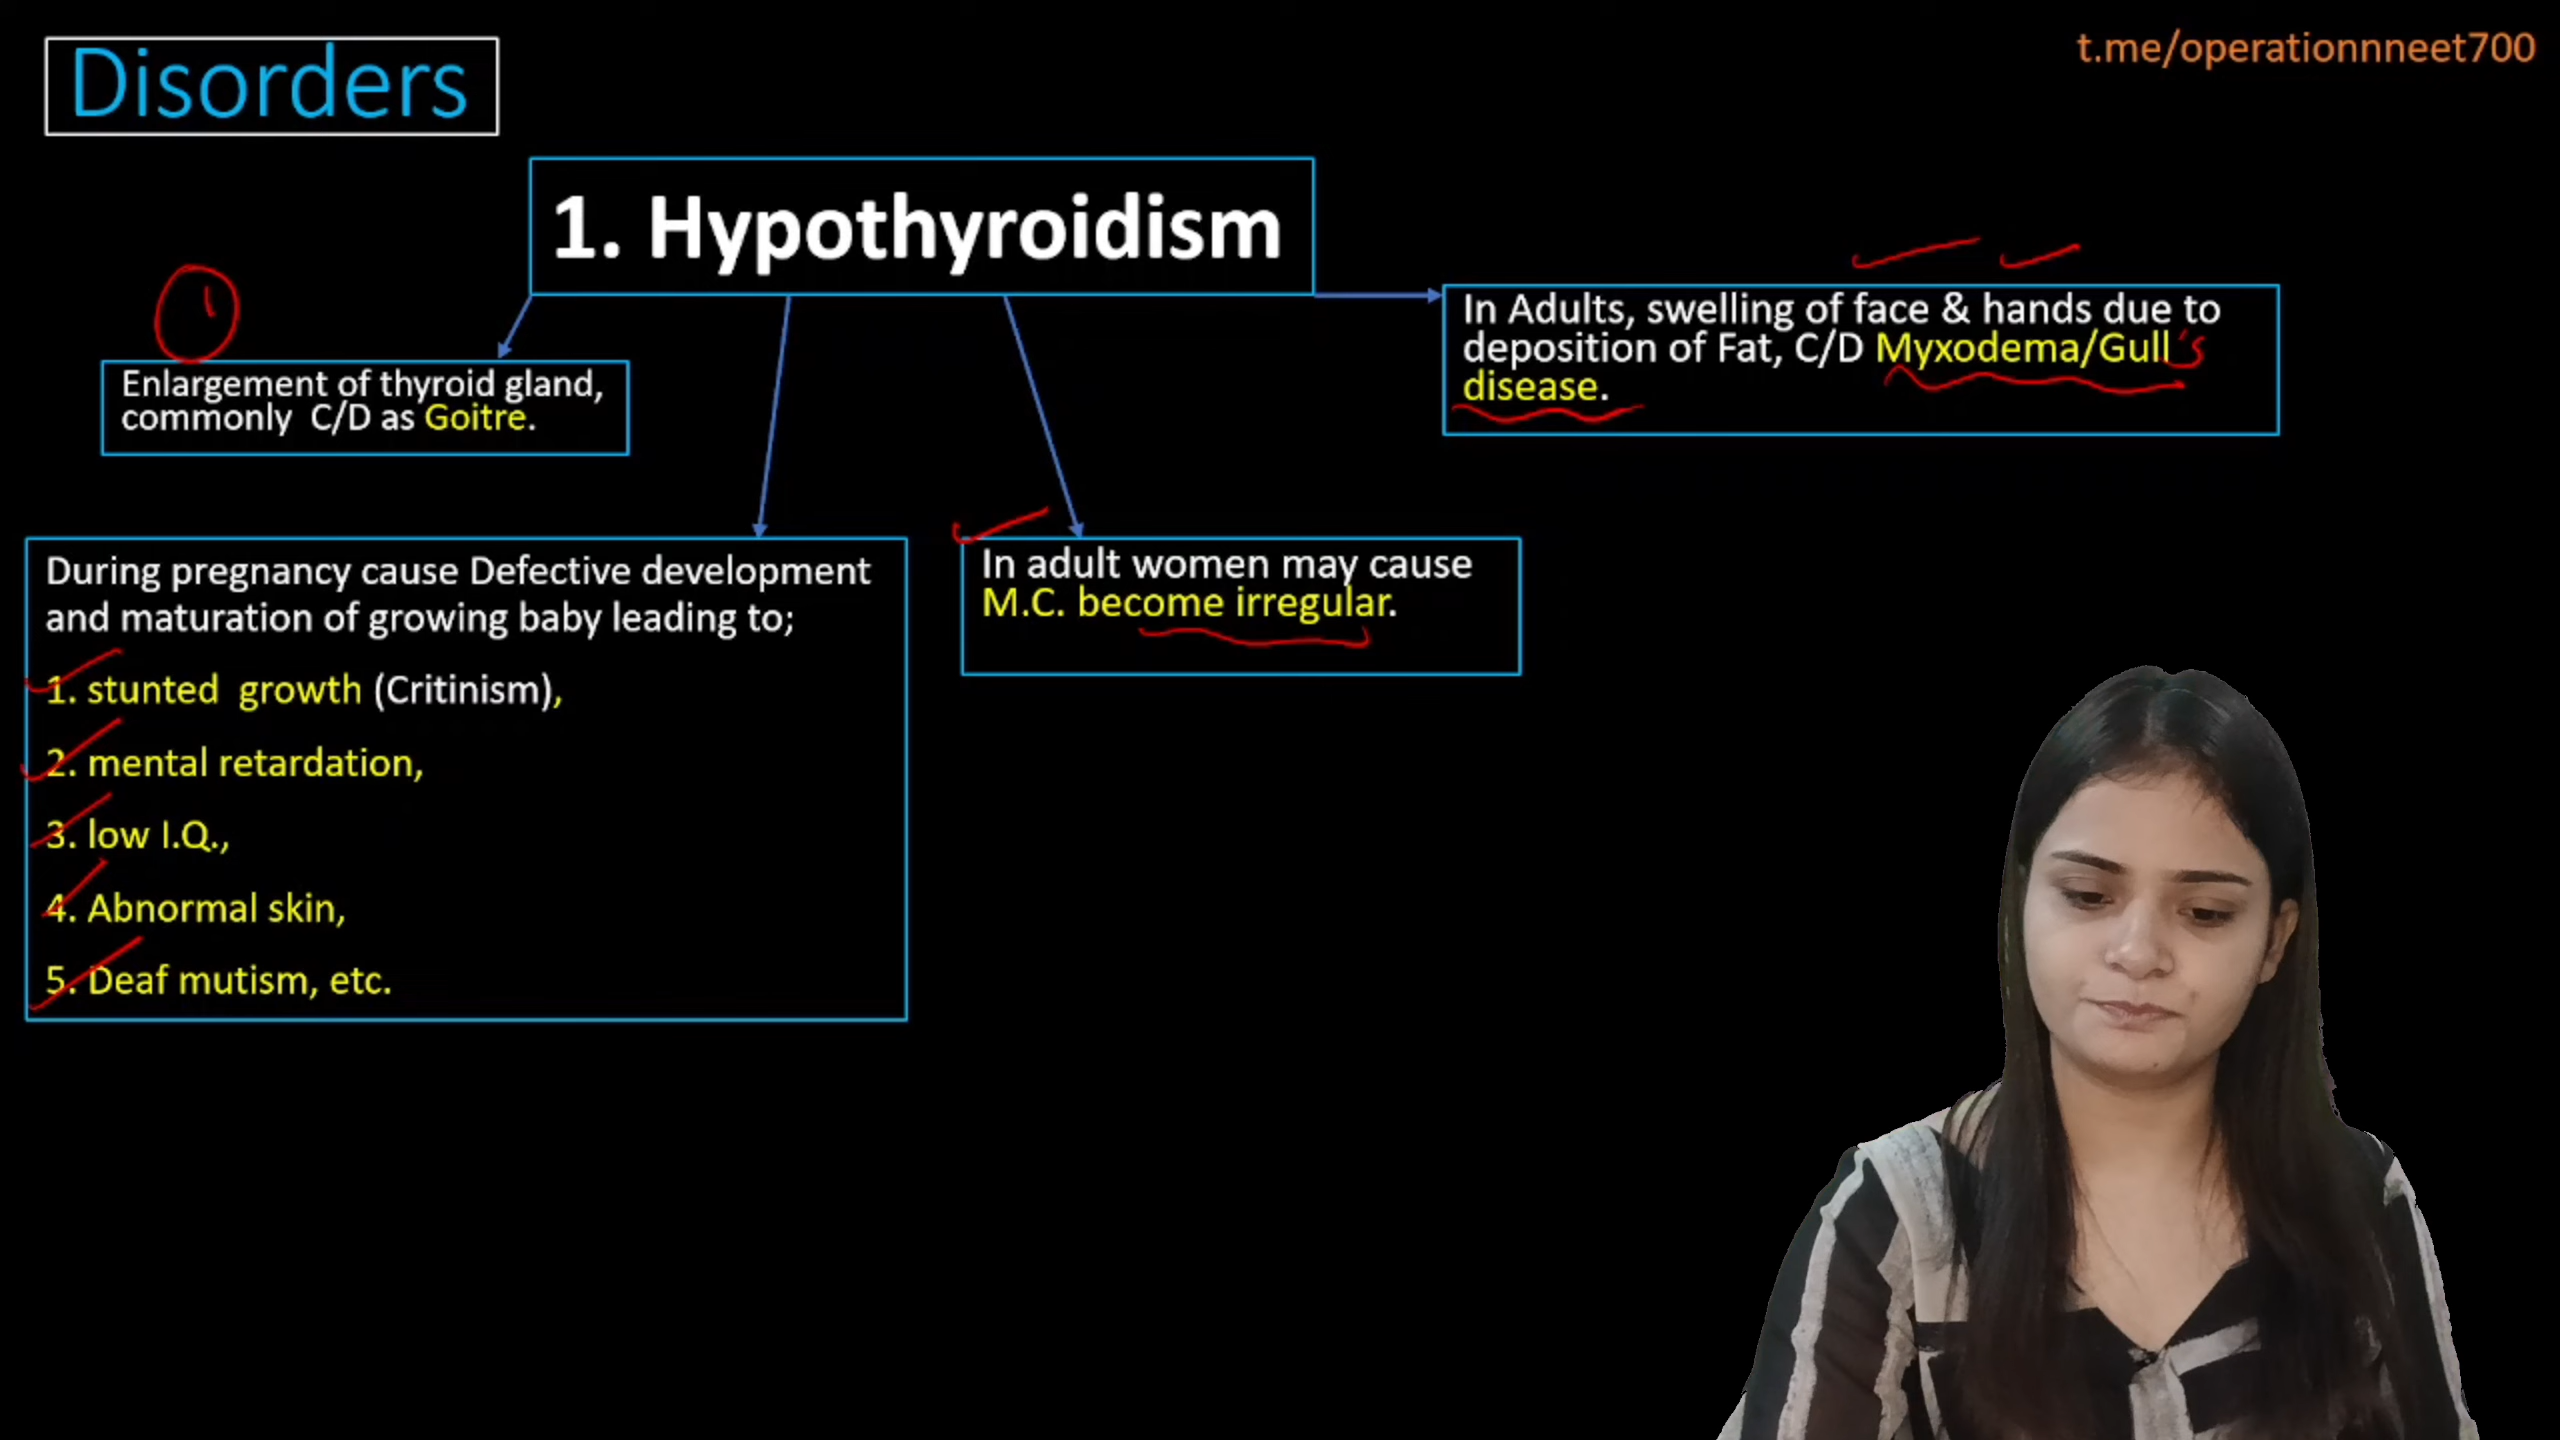 Disorders
t.me/operationnneet700
1. Hypothyroidism
1
Enlargement of thyroid gland,
commonly C/D as Goitre.
In Adults, swelling of face & hands due to
deposition of Fat, C/D Myxodema/Gull's
disease.
During pregnancy cause Defective development
and maturation of growing baby leading to;
1. stunted growth (Critinism),
2. mental retardation,
3. low I.Q.,
4. Abnormal skin,
5. Deaf mutism, etc.
In adult women may cause
M.C. become irregular.